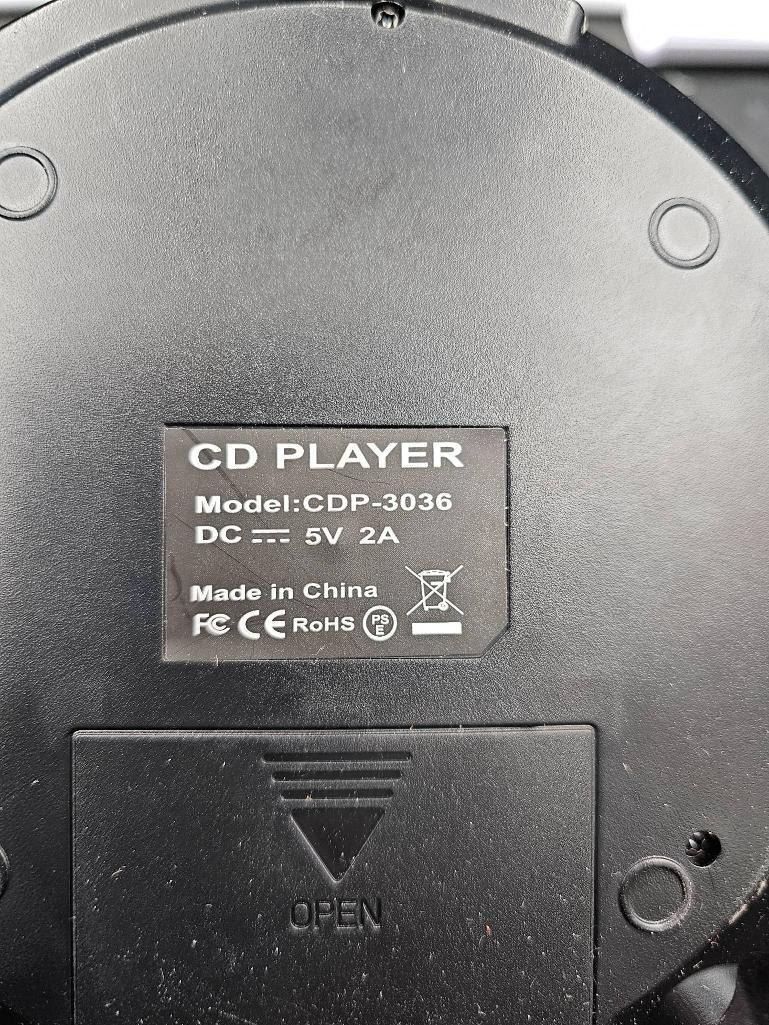 CD PLAYER
Model:CDP-3036
DC 5V 2A
Made in China
FC CE RoHS PSE
OPEN